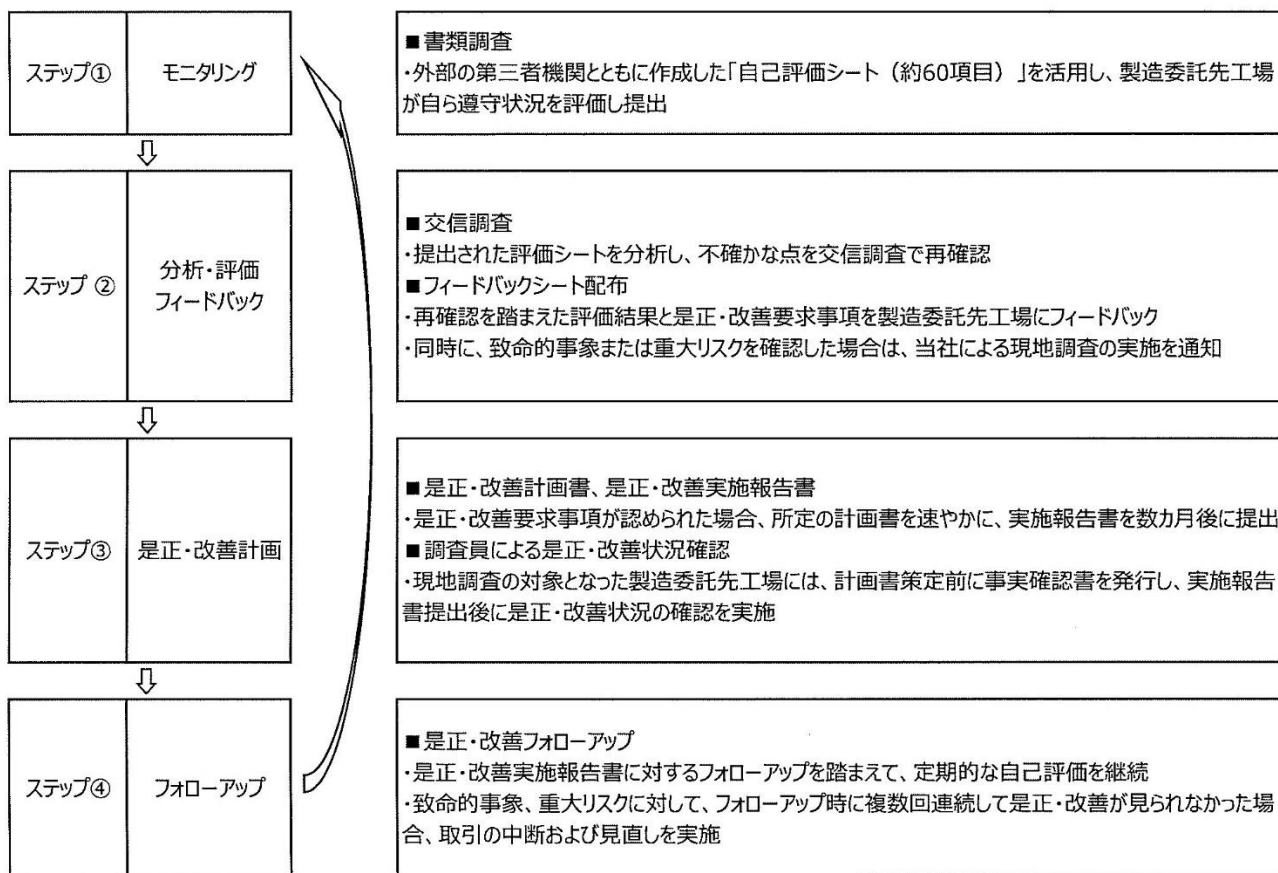 ステップ①
モニタリング
■書類調査
・外部の第三者機関とともに作成した「自己評価シート（約60項目）」を活用し、製造委託先工場
が自ら遵守状況を評価し提出
⇩
ステップ ②
分析・評価
フィードバック
■交信調査
・提出された評価シートを分析し、不確かな点を交信調査で再確認
■フィードバックシート配布
・再確認を踏まえた評価結果と是正・改善要求事項を製造委託先工場にフィードバック
・同時に、致命的事象または重大リスクを確認した場合は、当社による現地調査の実施を通知
⇩
ステップ③
是正・改善計画
■是正・改善計画書、是正・改善実施報告書
・是正・改善要求事項が認められた場合、所定の計画書を速やかに、実施報告書を数カ月後に提出
■調査員による是正・改善状況確認
・現地調査の対象となった製造委託先工場には、計画書策定前に事実確認書を発行し、実施報告
書提出後に是正・改善状況の確認を実施
⇩
ステップ④
フォローアップ
■是正・改善フォローアップ
・是正・改善実施報告書に対するフォローアップを踏まえて、定期的な自己評価を継続
・致命的事象、重大リスクに対して、フォローアップ時に複数回連続して是正・改善が見られなかった場
合、取引の中断および見直しを実施